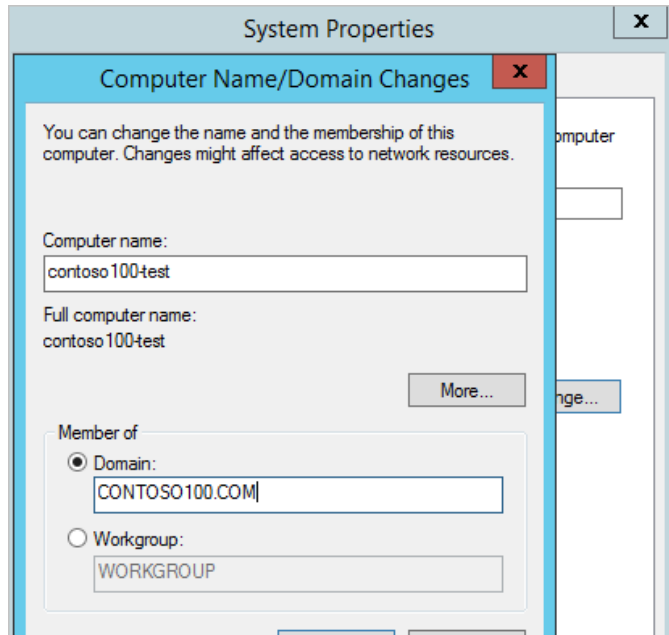 System Properties
x
Computer Name/Domain Changes
x
You can change the name and the membership of this
computer. Changes might affect access to network resources.
omputer
Computer name:
contoso100-test
Full computer name:
contoso100-test
More...
nge...
Member of
Domain:
CONTOSO100.COM
Workgroup:
WORKGROUP